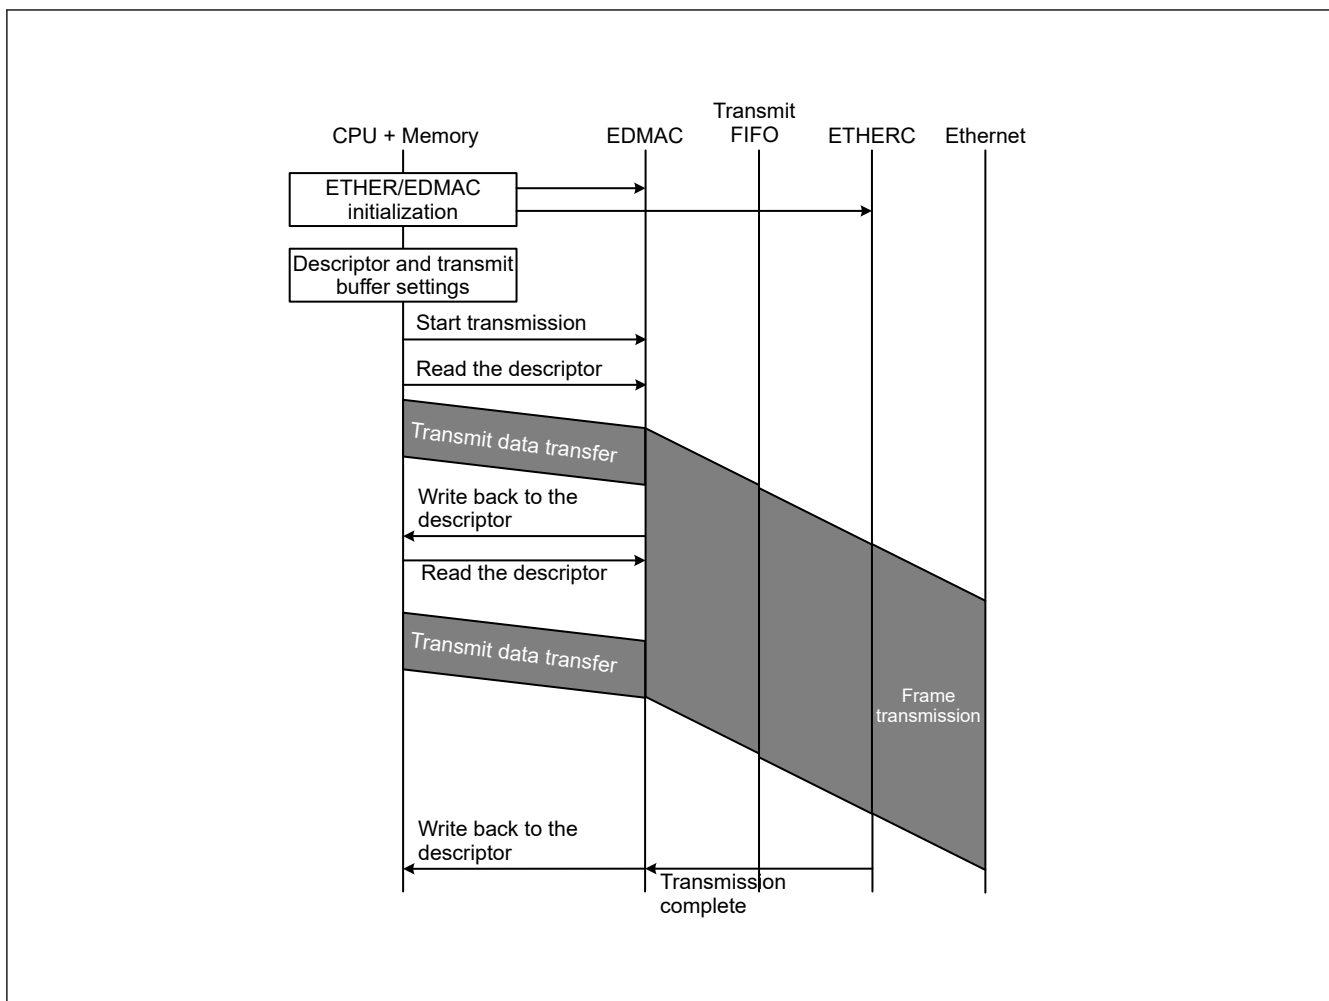 Transmit
CPU + Memory EDMAC FIFO ETHERC Ethernet
ETHER/EDMAC
initialization
Descriptor and transmit
buffer settings
Start transmission
Read the descriptor
Transmit data transfer
Write back to the
descriptor
Read the descriptor
Transmit data transfer
Frame
transmission
Write back to the
descriptor
Transmission
complete